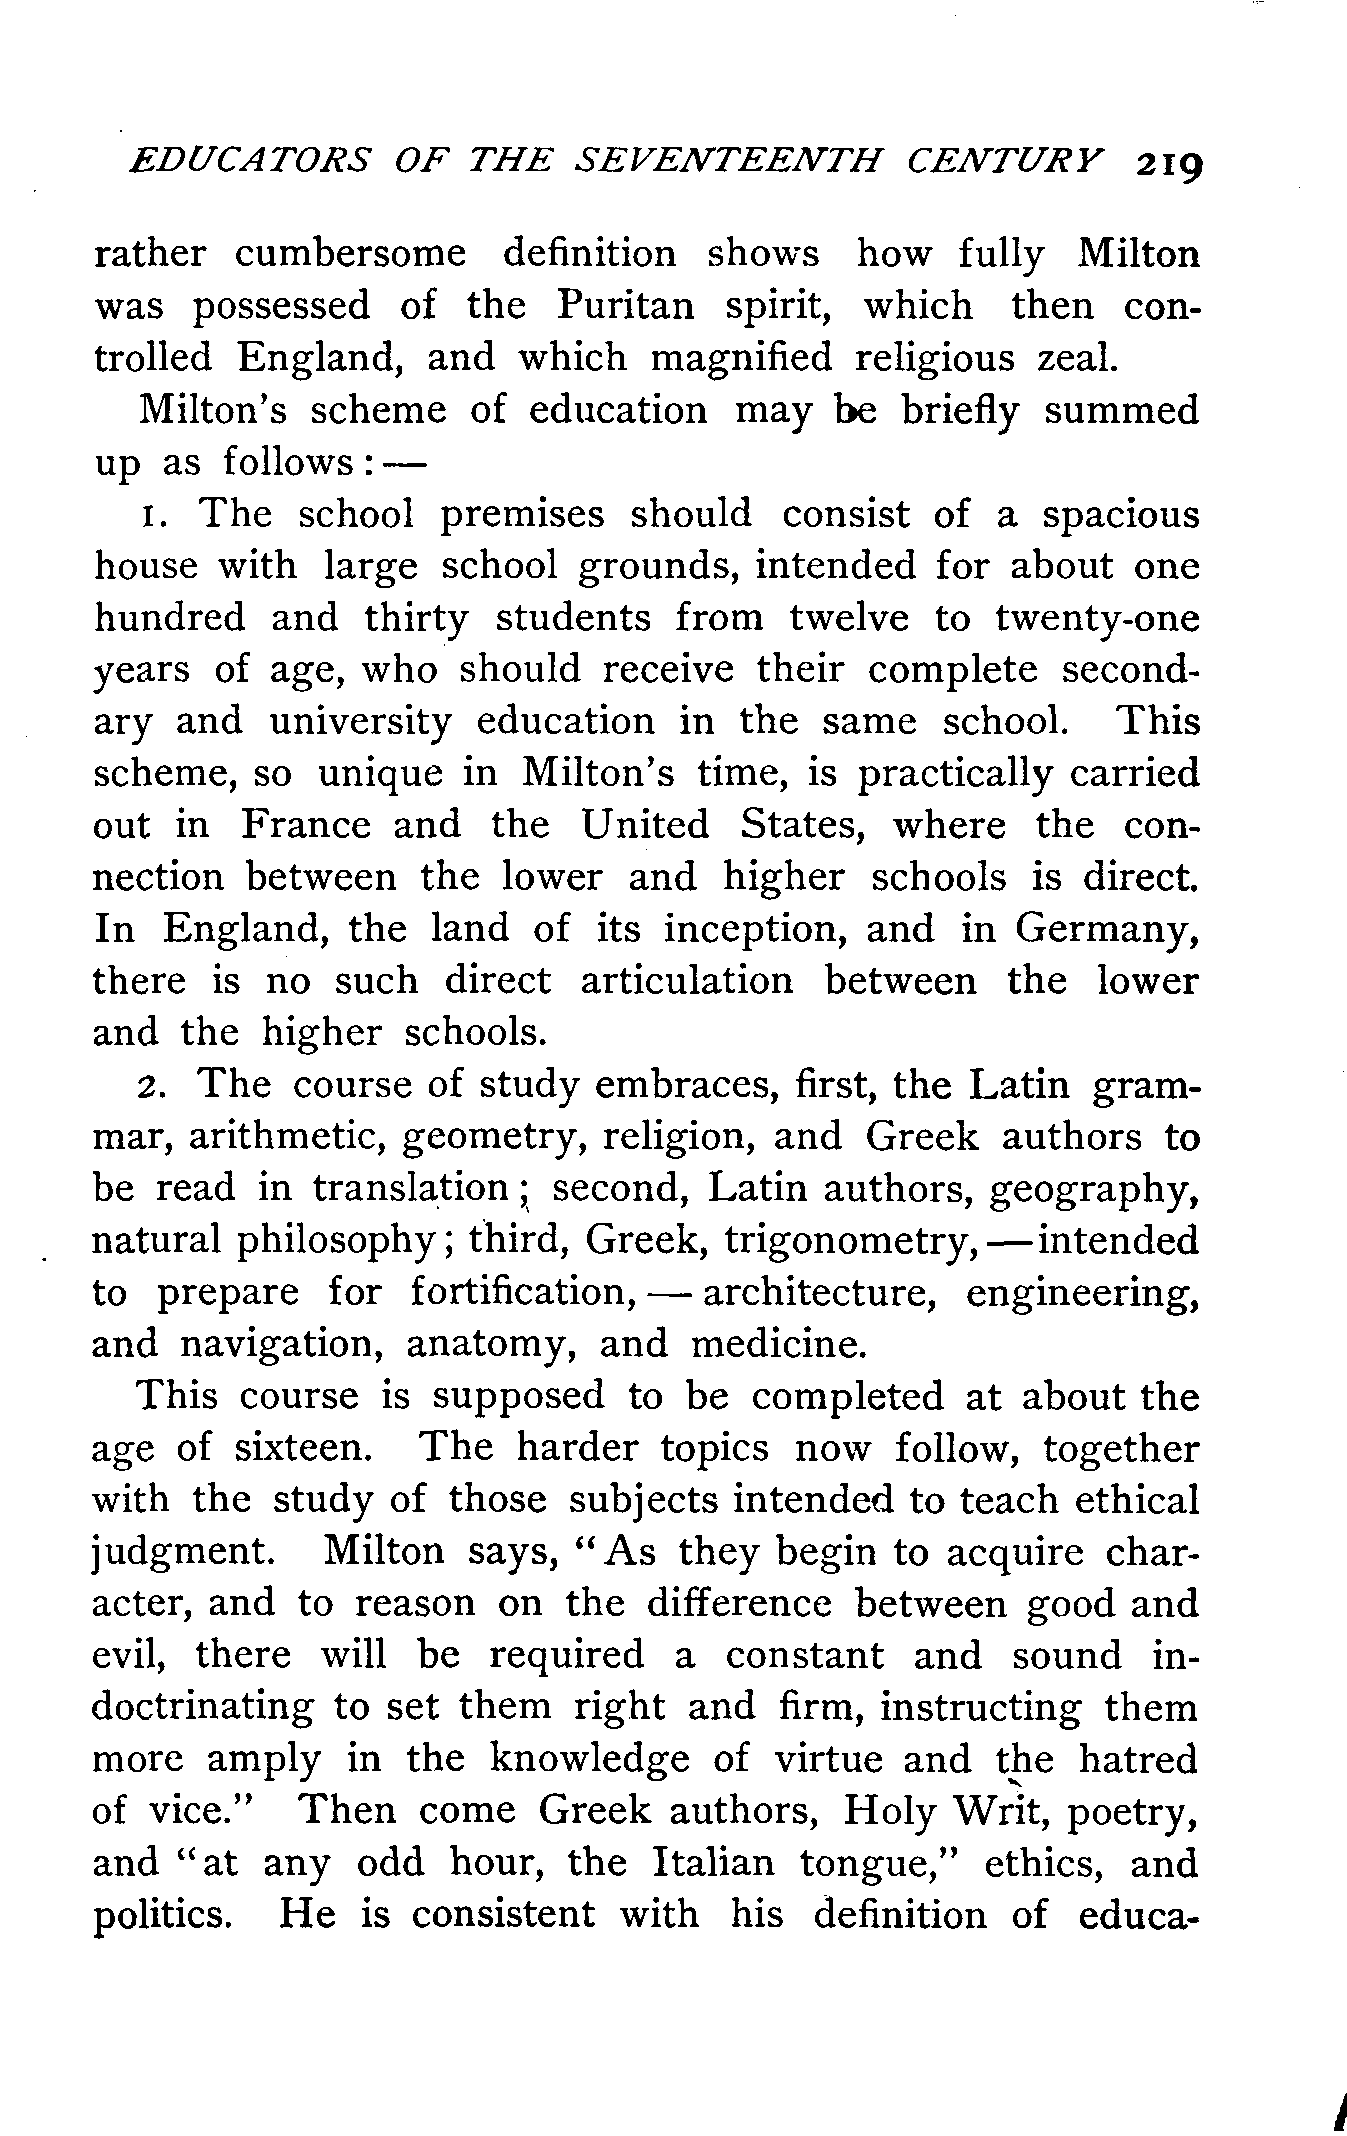 EDUCATORS OF THE SEVENTEENTH CENTURY 219
rather cumbersome definition shows how fully Milton
was possessed of the Puritan spirit, which then con-
trolled England, and which magnified religious zeal.
Milton's scheme of education may be briefly summed
up as follows:—
1. The school premises should consist of a spacious
house with large school grounds, intended for about one
hundred and thirty students from twelve to twenty-one
years of age, who should receive their complete second-
ary and university education in the same school. This
scheme, so unique in Milton's time, is practically carried
out in France and the United States, where the con-
nection between the lower and higher schools is direct.
In England, the land of its inception, and in Germany,
there is no such direct articulation between the lower
and the higher schools.
2. The course of study embraces, first, the Latin gram-
mar, arithmetic, geometry, religion, and Greek authors to
be read in translation; second, Latin authors, geography,
natural philosophy; third, Greek, trigonometry,—intended
to prepare for fortification,— architecture, engineering,
and navigation, anatomy, and medicine.
This course is supposed to be completed at about the
age of sixteen. The harder topics now follow, together
with the study of those subjects intended to teach ethical
judgment. Milton says, "As they begin to acquire char-
acter, and to reason on the difference between good and
evil, there will be required a constant and sound in-
doctrinating to set them right and firm, instructing them
more amply in the knowledge of virtue and the hatred
of vice." Then come Greek authors, Holy Writ, poetry,
and "at any odd hour, the Italian tongue," ethics, and
politics. He is consistent with his definition of educa-